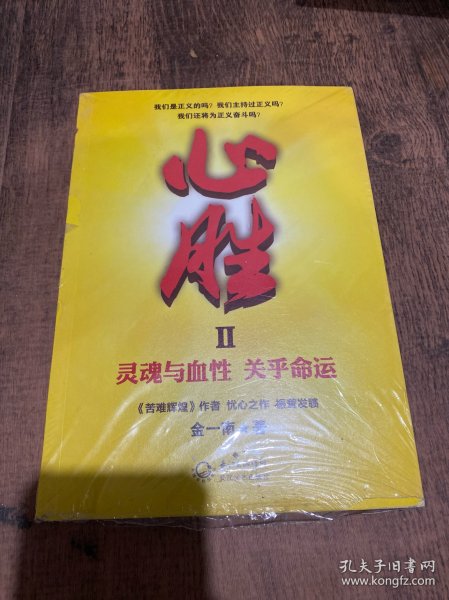 我们是正义的吗？我们主持过正义吗？
我们还将为正义奋斗吗？
心
胜
II
灵魂与血性 关乎命运
《苦难辉煌》作者 忧心之作 振聋发聩
金一南 著
孔夫子旧书网
www.kongfz.com